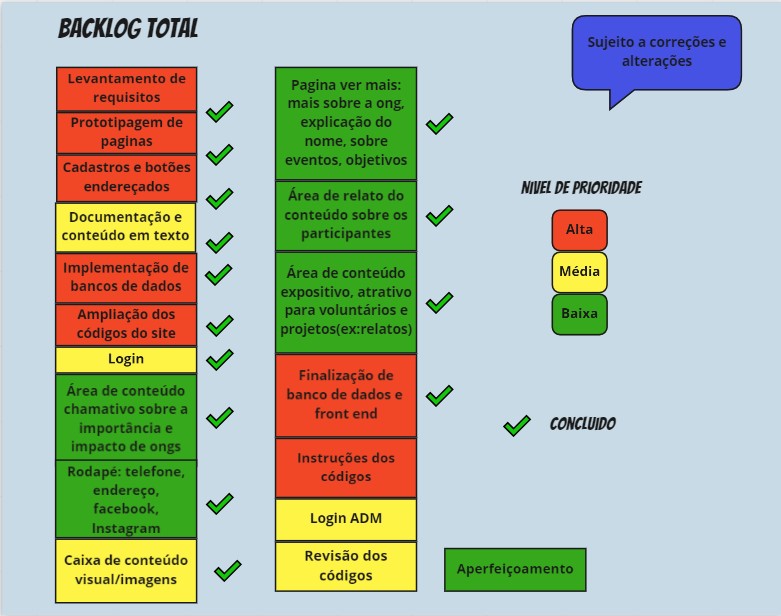 BACKLOG TOTAL
Levantamento de
requisitos
Prototipagem de
paginas
Cadastros e botões
endereçados
Documentação e
conteúdo em texto
Implementação de
bancos de dados
Ampliação dos
códigos do site
Login
Área de conteúdo
chamativo sobre a
importância e
impacto de ongs
Rodapé: telefone,
endereço,
facebook,
Instagram
Caixa de conteúdo
visual/imagens
Pagina ver mais:
mais sobre a ong,
explicação do
nome, sobre
eventos, objetivos
Área de relato do
conteúdo sobre os
participantes
Área de conteúdo
expositivo, atrativo
para voluntários e
projetos(ex:relatos)
Finalização de
banco de dados e
front end
Instruções dos
códigos
Login ADM
Revisão dos
códigos
Aperfeiçoamento
Sujeito a correções e
alterações
NIVEL DE PRIORIDADE
Alta
Média
Baixa
CONCLUIDO